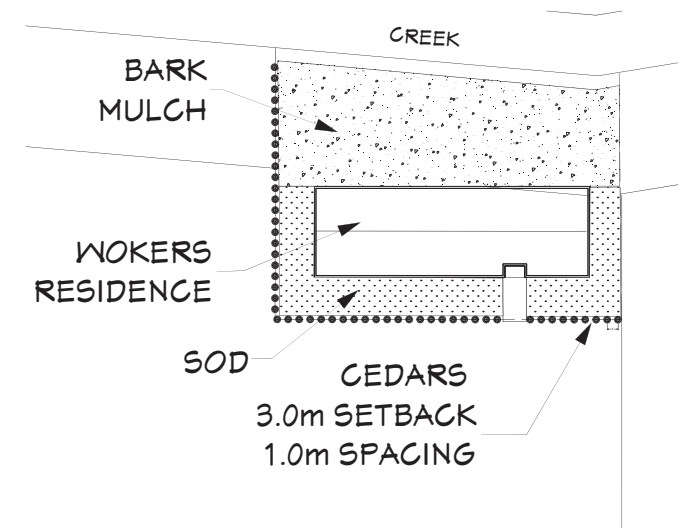 CREEK
BARK
MULCH
WOKERS
RESIDENCE
SOD
CEDARS
3.0m SETBACK
1.0m SPACING